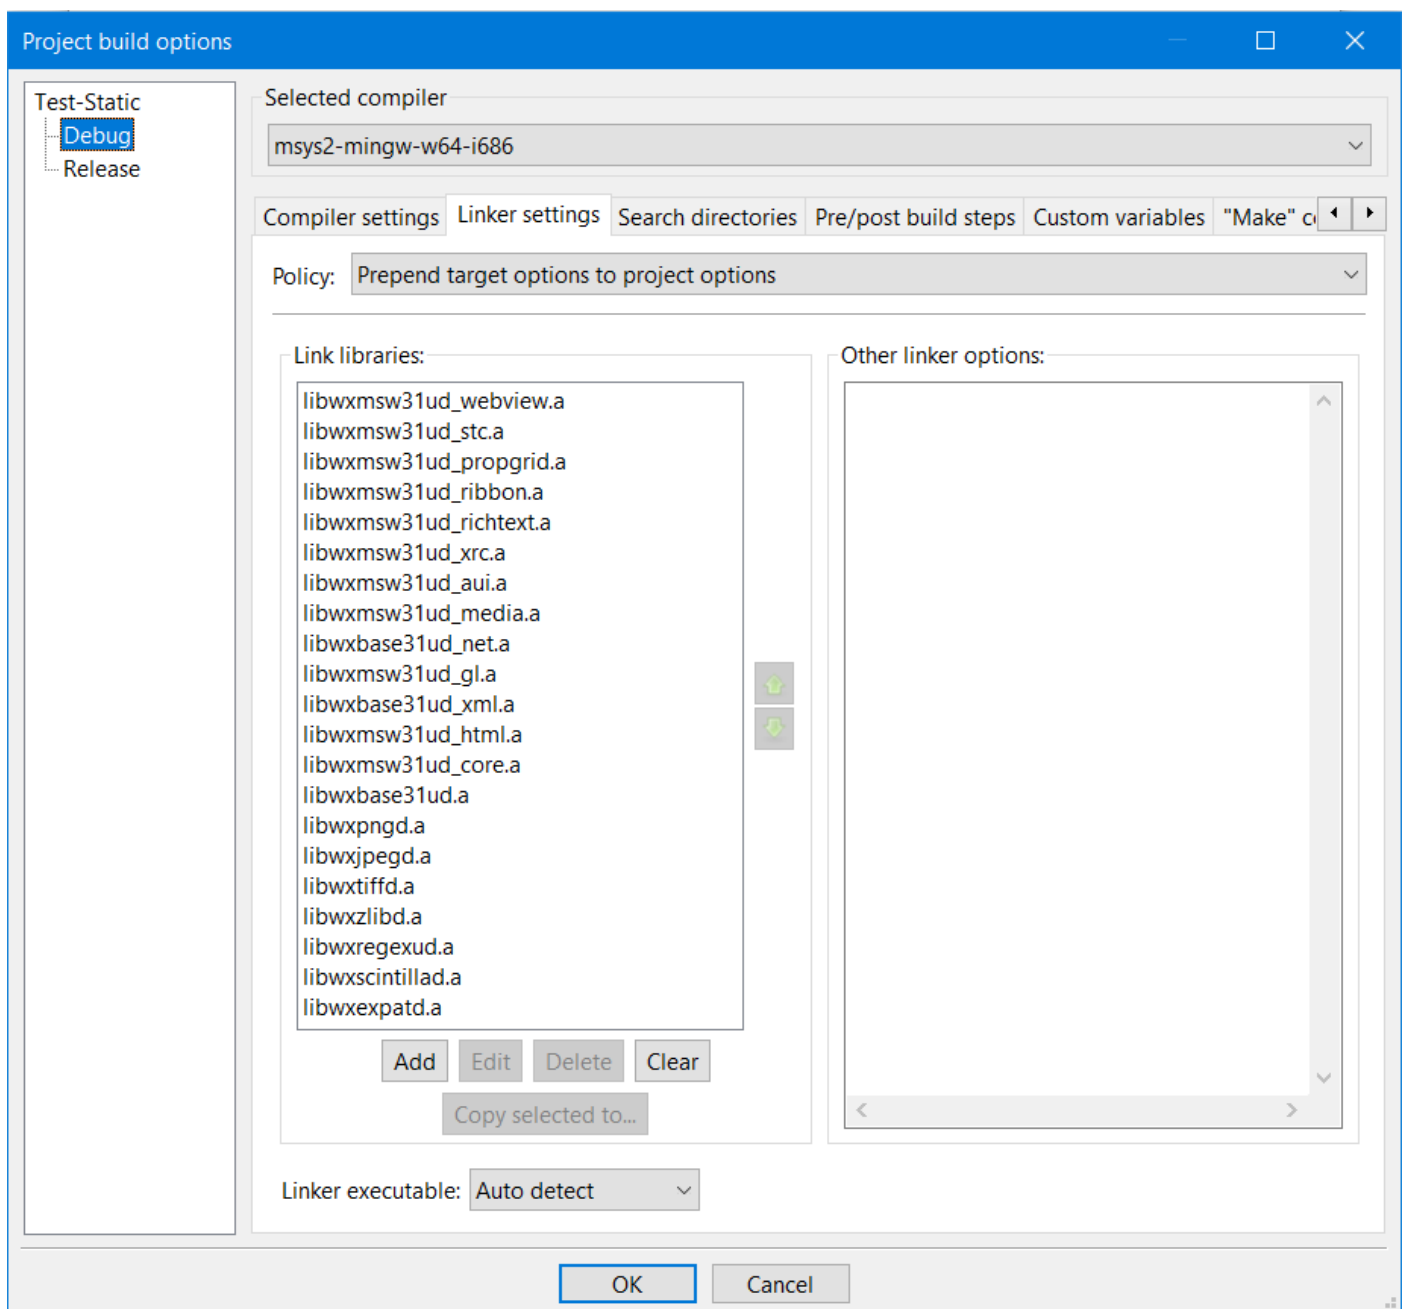 Project build options
Test-Static
Debug
Release
Selected compiler
msys2-mingw-w64-i686
Compiler settings Linker settings Search directories Pre/post build steps Custom variables "Make" c
Policy: Prepend target options to project options
Link libraries:
libwxmsw31ud_webview.a
libwxmsw31ud_stc.a
libwxmsw31ud_propgrid.a
libwxmsw31ud_ribbon.a
libwxmsw31ud_richtext.a
libwxmsw31ud_xrc.a
libwxmsw31ud_aui.a
libwxmsw31ud_media.a
libwxbase31ud_net.a
libwxmsw31ud_gl.a
libwxbase31ud_xml.a
libwxmsw31ud_html.a
libwxmsw31ud_core.a
libwxbase31ud.a
libwxpngd.a
libwxjpegd.a
libwxtiffd.a
libwxzlibd.a
libwxregexud.a
libwxscintillad.a
libwxexpatd.a
Add Edit Delete Clear
Copy selected to...
Other linker options:
Linker executable: Auto detect
OK Cancel